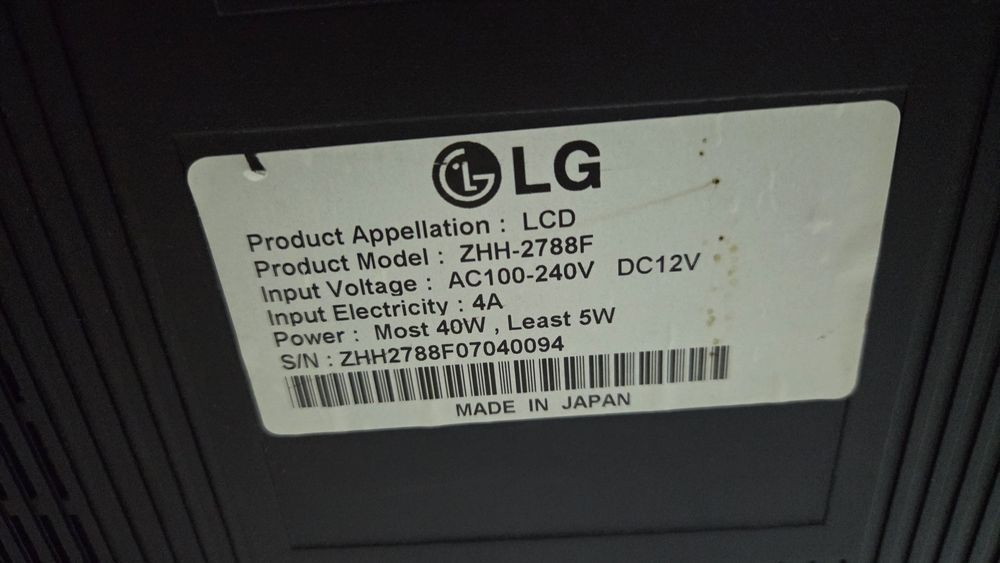 LG
Product Appellation : LCD
Product Model : ZHH-2788F
Input Voltage : AC100-240V DC12V
Input Electricity : 4A
Power : Most 40W , Least 5W
S/N : ZHH2788F07040094
MADE IN JAPAN